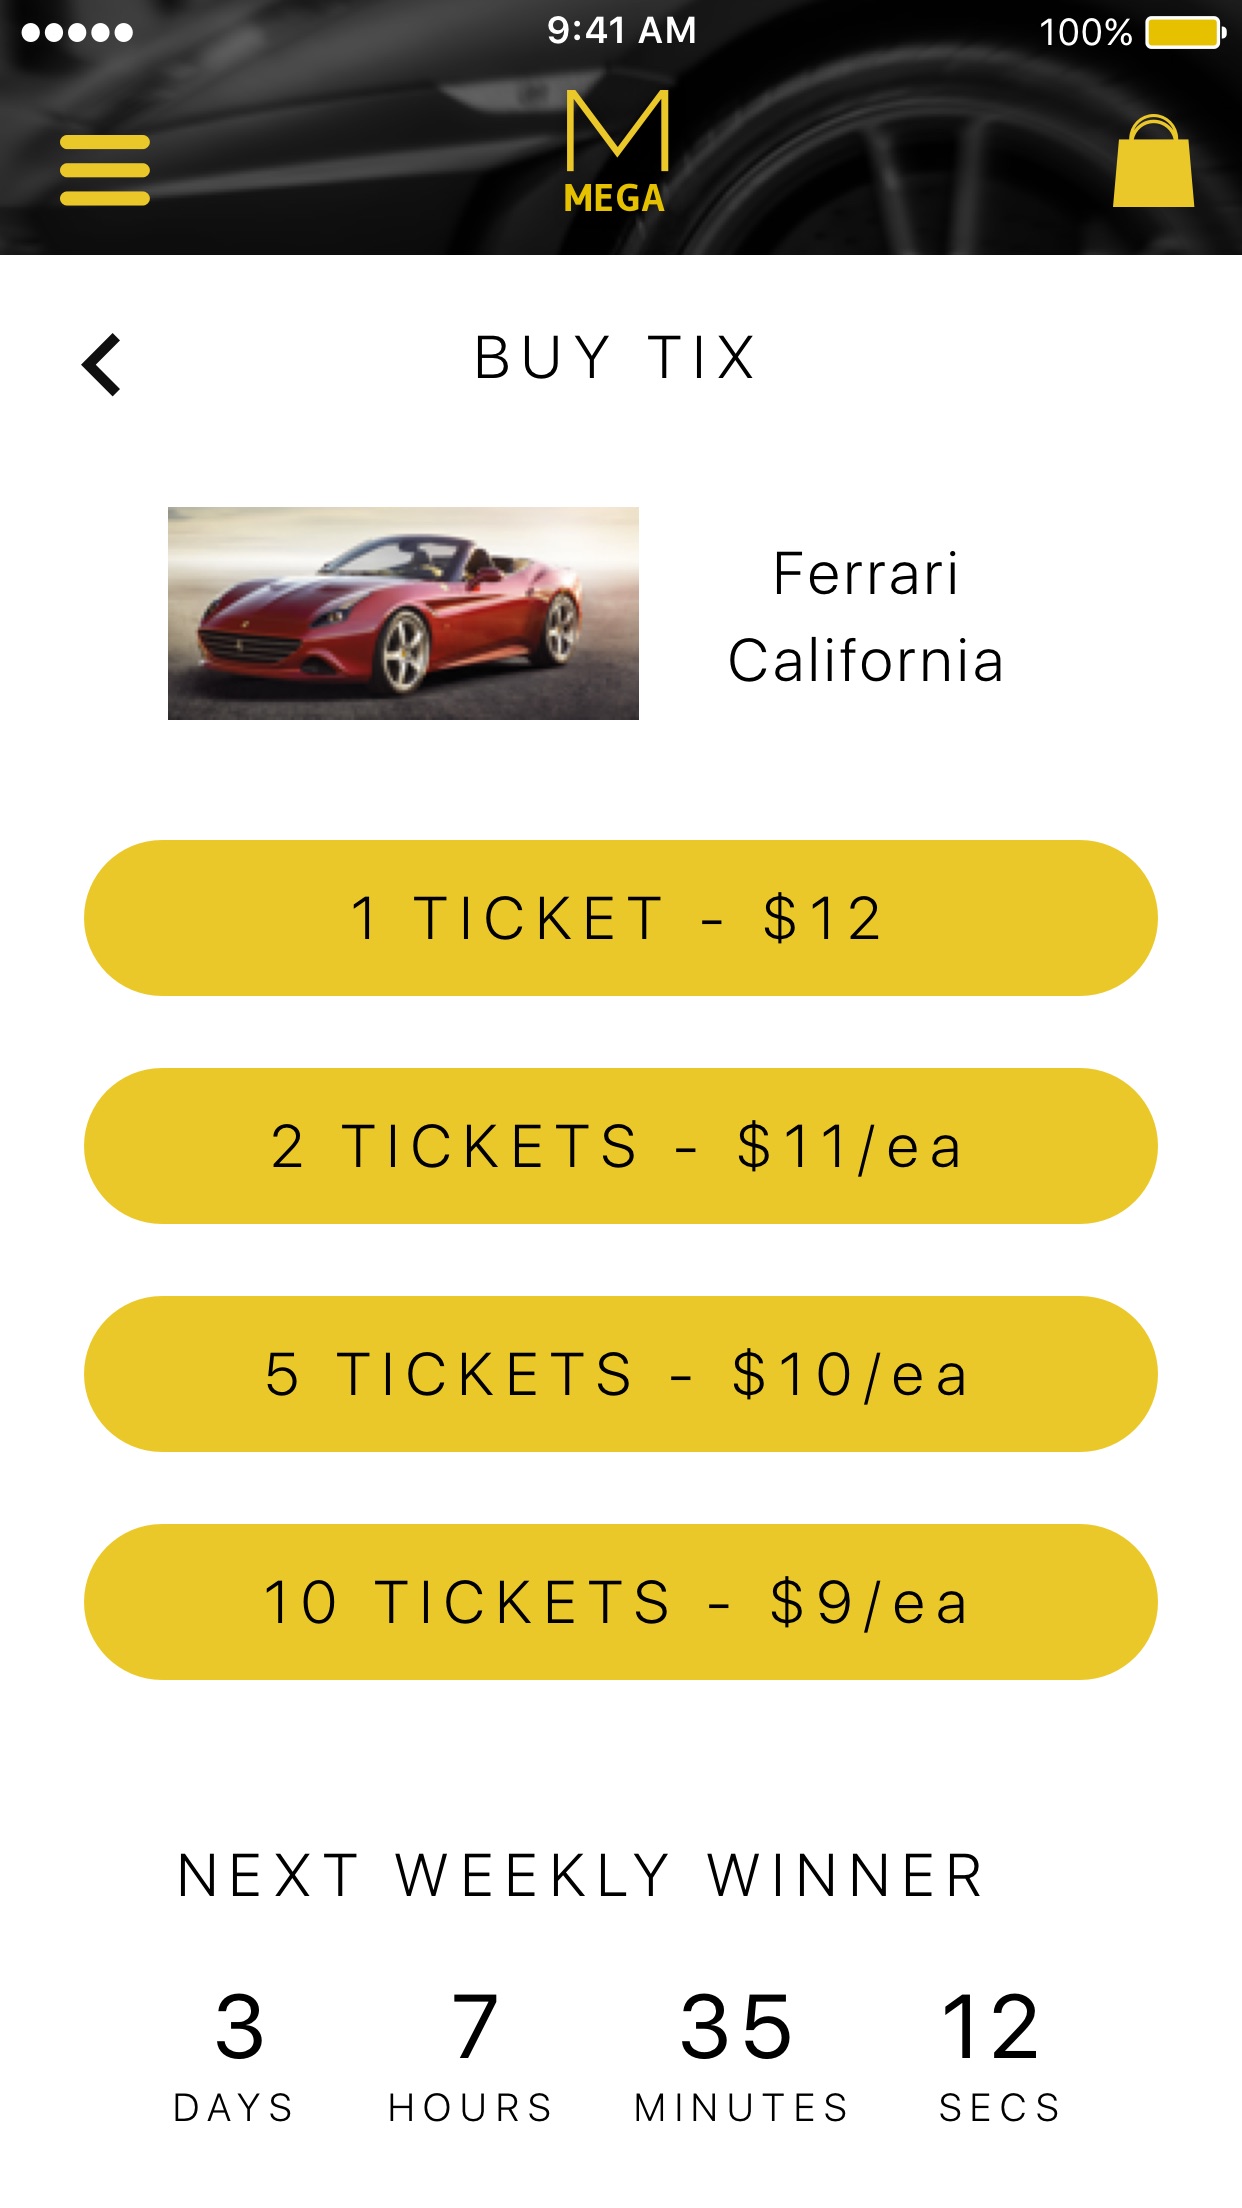 9:41 AM
100%
M
MEGA
BUY TIX
Ferrari
California
1 TICKET - $12
2 TICKETS - $11/ea
5 TICKETS - $10/ea
10 TICKETS - $9/ea
NEXT WEEKLY WINNER
3 7 35 12
DAYS HOURS MINUTES SECS